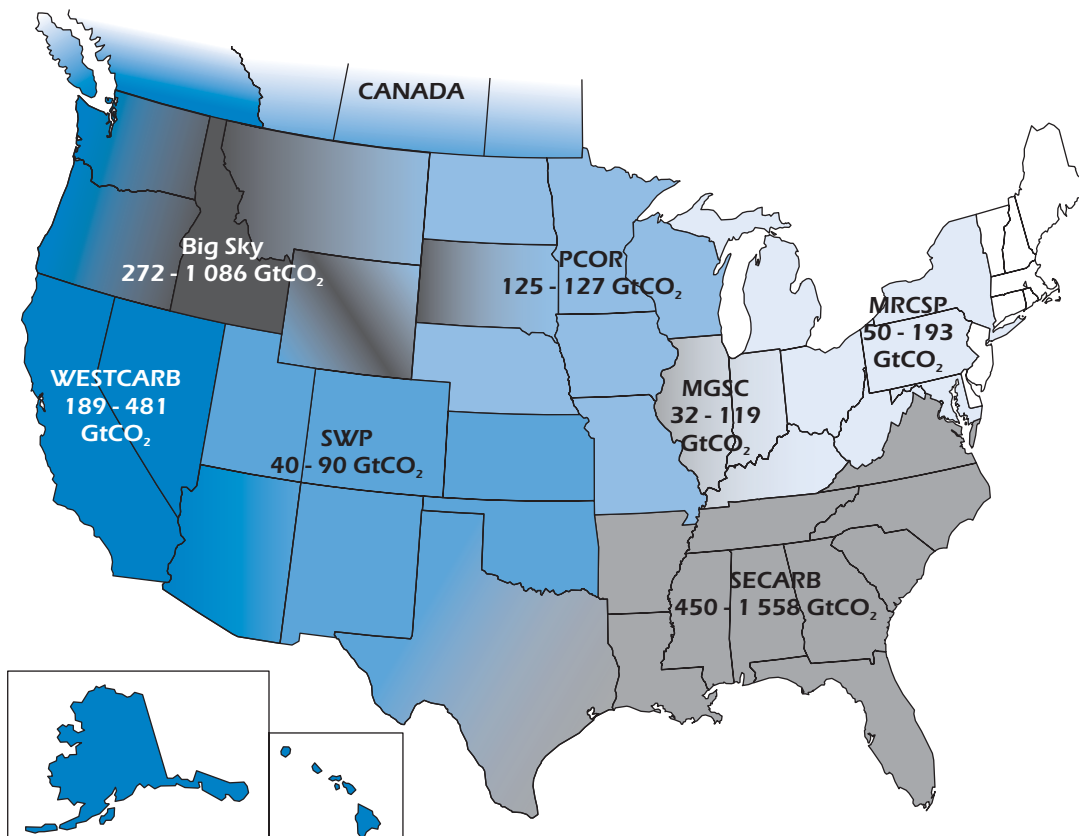 CANADA
Big Sky
272 - 1 086 GtCO₂
PCOR
125 - 127 GtCO₂
MRCSP
50 - 193
GtCO₂
WESTCARB
189 - 481
GtCO₂
MGSC
32 - 119
GtCO₂
SWP
40 - 90 GtCO₂
SECARB
450 - 1 558 GtCO₂